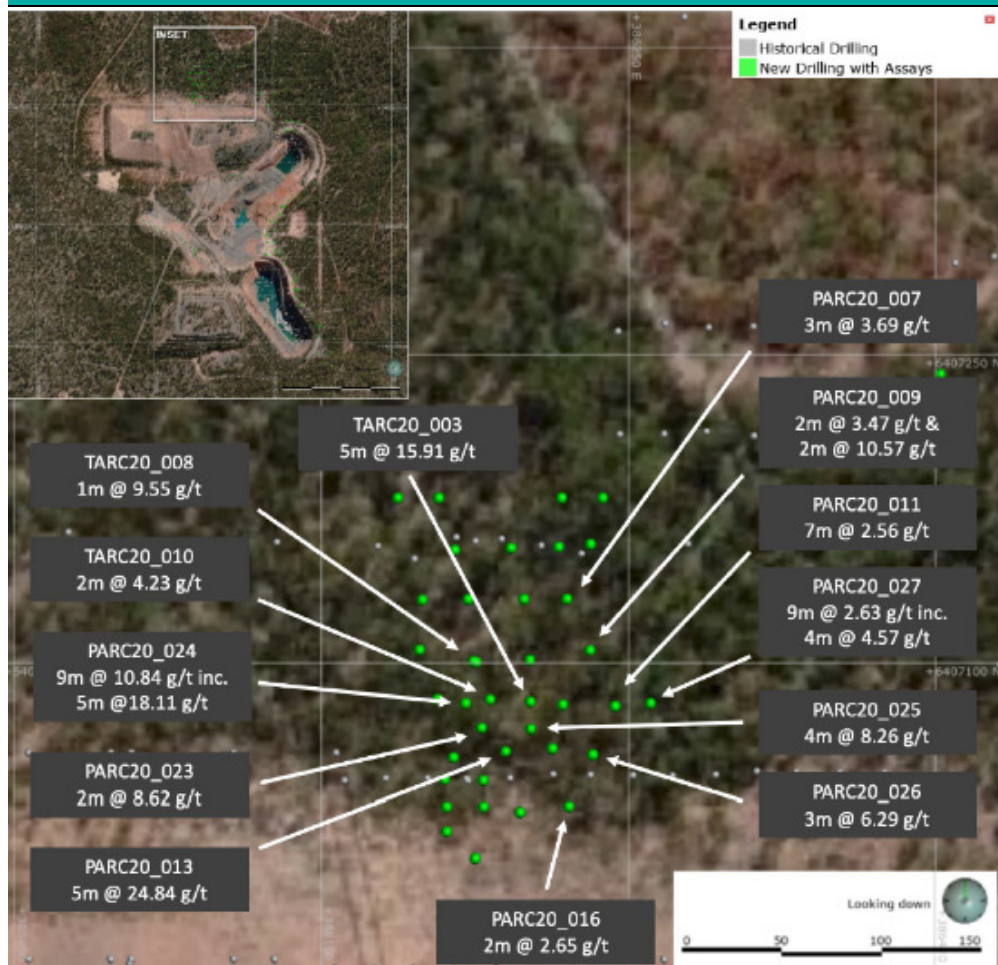 INSET
Legend
Historical Drilling
New Drilling with Assays
+6407250 N
PARC20_007
3m @ 3.69 g/t
PARC20_009
2m @ 3.47 g/t &
2m @ 10.57 g/t
TARC20_003
5m @ 15.91 g/t
TARC20_008
1m @ 9.55 g/t
PARC20_011
7m @ 2.56 g/t
TARC20_010
2m @ 4.23 g/t
PARC20_027
9m @ 2.63 g/t inc.
4m @ 4.57 g/t
PARC20_024
9m @ 10.84 g/t inc.
5m @18.11 g/t
+6407100 N
PARC20_025
4m @ 8.26 g/t
PARC20_023
2m @ 8.62 g/t
PARC20_026
3m @ 6.29 g/t
PARC20_013
5m @ 24.84 g/t
PARC20_016
2m @ 2.65 g/t
Looking down
0 50 100 150